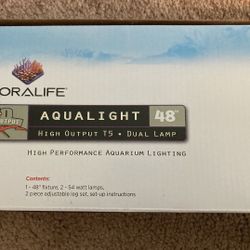 ORALIFE
AQUALIGHT 48"
HIGH OUTPUT T5 • DUAL LAMP
HIGH PERFORMANCE AQUARIUM LIGHTING
Contents:
1 - 48" fixture, 2 - 54 watt lamps,
2 piece adjustable leg set, set-up instructions